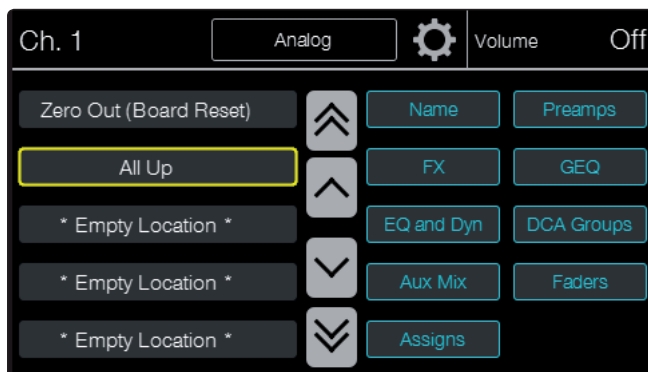 Ch. 1 Analog Volume Off
Zero Out (Board Reset) Name Preamps
All Up FX GEQ
* Empty Location * EQ and Dyn DCA Groups
* Empty Location * Aux Mix Faders
* Empty Location * Assigns